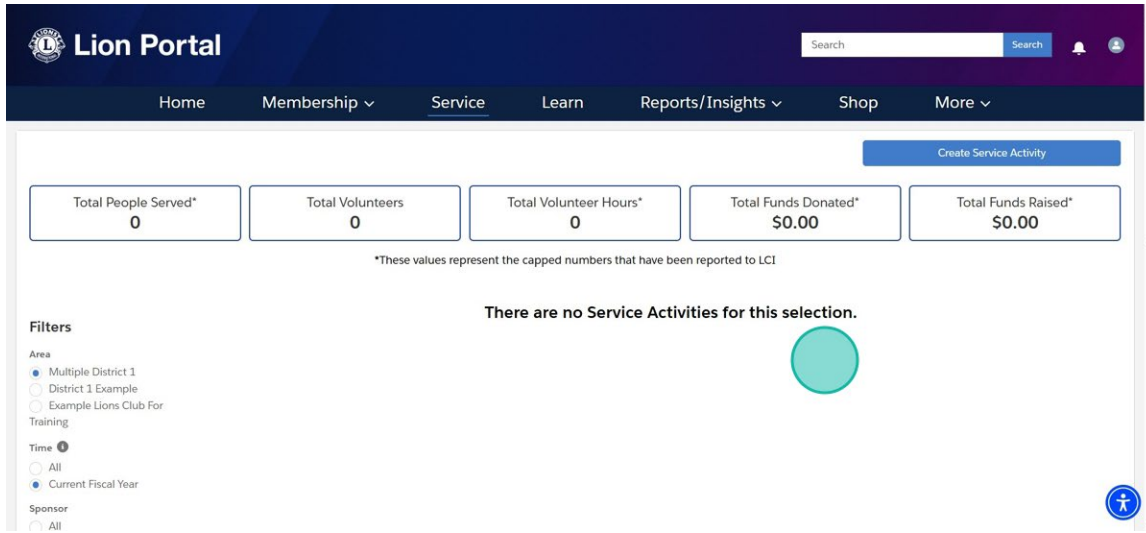 Lion Portal
Search
Search
Home Membership Service Learn Reports/Insights Shop More
Create Service Activity
Total People Served* Total Volunteers Total Volunteer Hours* Total Funds Donated* Total Funds Raised*
0 0 0 $0.00 $0.00
*These values represent the capped numbers that have been reported to LCI
There are no Service Activities for this selection.
Filters
Area
Multiple District 1
District 1 Example
Example Lions Club For
Training
Time
All
Current Fiscal Year
Sponsor
All